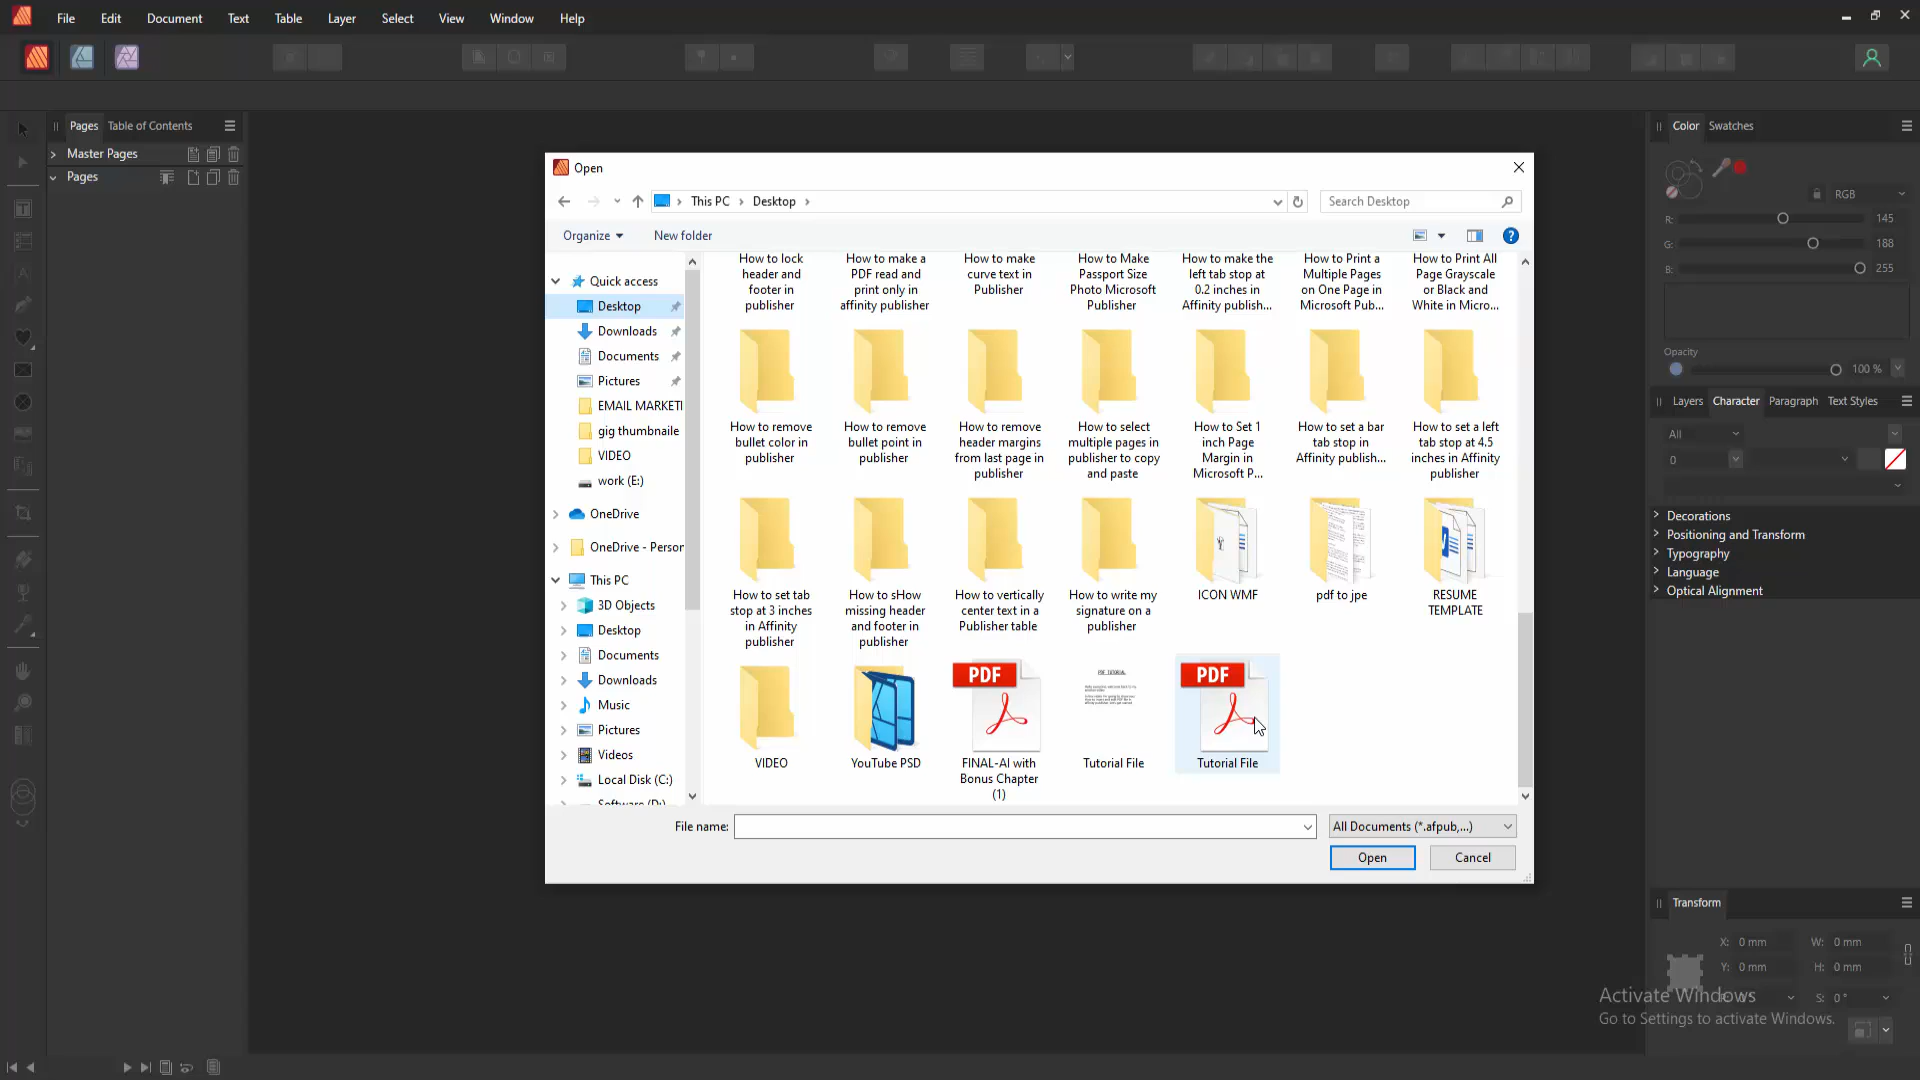 File Edit Document Text Table Layer Select View Window Help
Pages Table of Contents
Master Pages
Pages
Open
This PC > Desktop >
Search Desktop
Organize New folder
Quick access
Desktop
Downloads
Documents
Pictures
EMAIL MARKETI
gig thumbnaile
VIDEO
work (E:)
OneDrive
OneDrive - Person
This PC
3D Objects
Desktop
Documents
Downloads
Music
Pictures
Videos
Local Disk (C:)
Software (D:)
How to lock
header and
footer in
publisher
How to make a
PDF read and
print only in
affinity publisher
How to make
curve text in
Publisher
How to Make
Passport Size
Photo Microsoft
Publisher
How to make the
left tab stop at
0.2 inches in
Affinity publish...
How to Print a
Multiple Pages
on One Page in
Microsoft Pub...
How to Print All
Page Grayscale
or Black and
White in Micro...
How to remove
bullet color in
publisher
How to remove
bullet point in
publisher
How to remove
header margins
from last page in
publisher
How to select
multiple pages in
publisher to copy
and paste
How to Set 1
inch Page
Margin in
Microsoft P...
How to set a bar
tab stop in
Affinity publish...
How to set a left
tab stop at 4.5
inches in Affinity
publisher
How to set tab
stop at 3 inches
in Affinity
publisher
How to sHow
missing header
and footer in
publisher
How to vertically
center text in a
Publisher table
How to write my
signature on a
publisher
ICON WMF
pdf to jpe
RESUME
TEMPLATE
VIDEO
YouTube PSD
PDF
FINAL-AI with
Bonus Chapter
(1)
PDF TUTORIAL
Tutorial File
PDF
Tutorial File
File name:
All Documents (*.afpub,...)
Open Cancel
Color Swatches
RGB
R: 145
G: 188
B: 255
Opacity
100 %
Layers Character Paragraph Text Styles
All
0
Decorations
Positioning and Transform
Typography
Language
Optical Alignment
Transform
X: 0 mm W: 0 mm
Y: 0 mm H: 0 mm
S: 0 °
Activate Windows
Go to Settings to activate Windows.